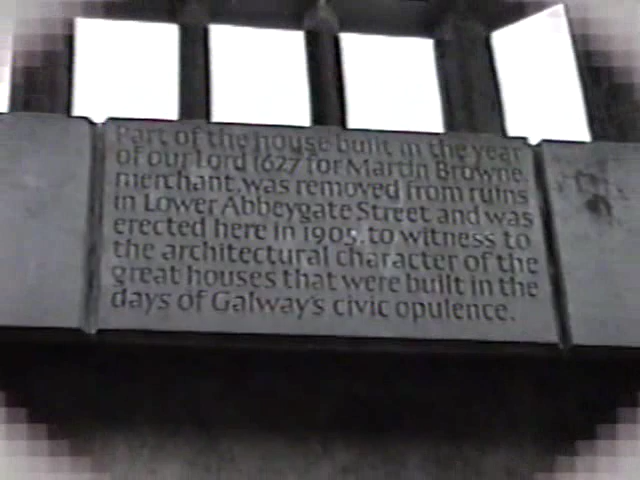 Part of the house built in the year
of our Lord 1627 for Martin Browne
merchant, was removed from ruins
in Lower Abbeygate Street and was
erected here in 1905, to witness to
the architectural character of the
great houses that were built in the
days of Galway's civic opulence.